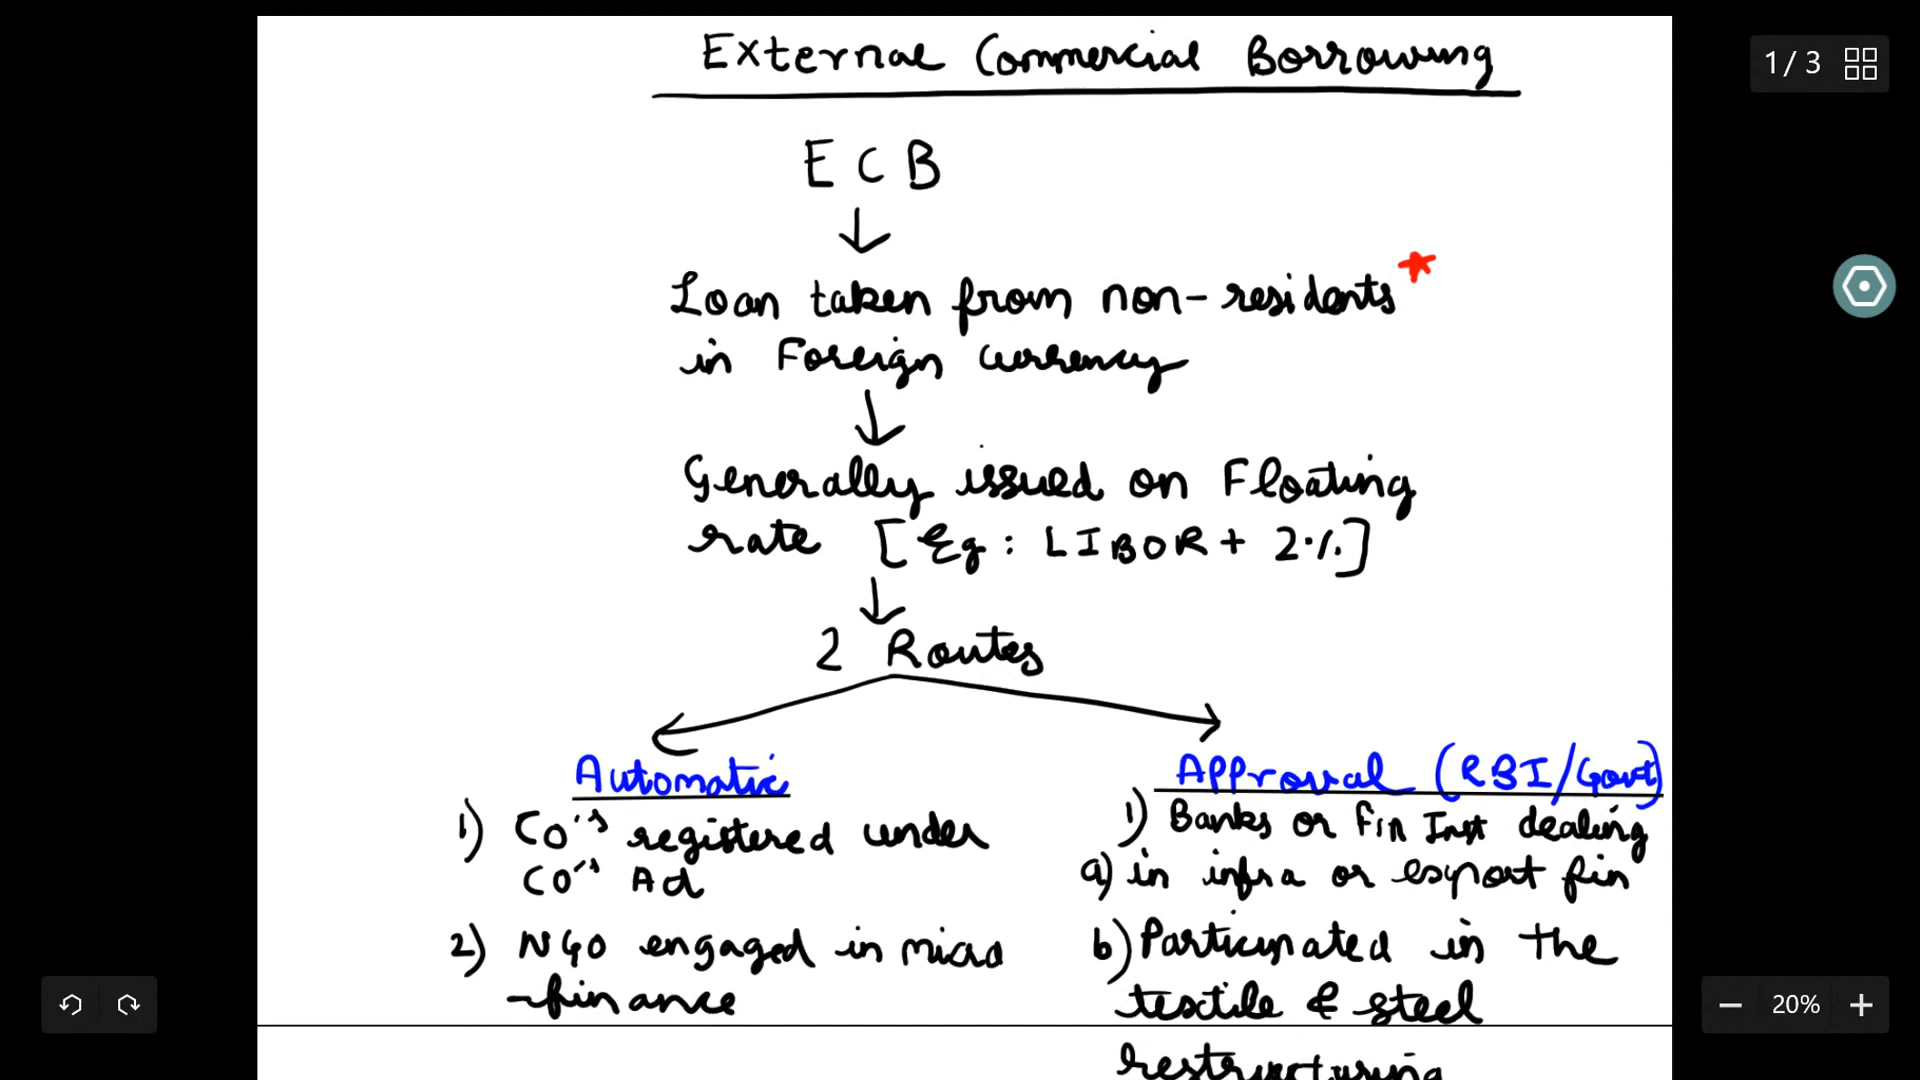 External Commercial Borrowing
1/3
ECB
Loan taken from non-residents
in Foreign currency
Generally issued on Floating
rate [Eg: LIBOR + 2%]
2 Routes
Automatic
1) Co's registered under
Co's Act
2) NGO engaged in micro
-finance
Approval (RBI/Govt)
1) Banks or Fin Inst dealing
a) in infra or export fin
b) Participated in the
textile & steel
restructuring
20%